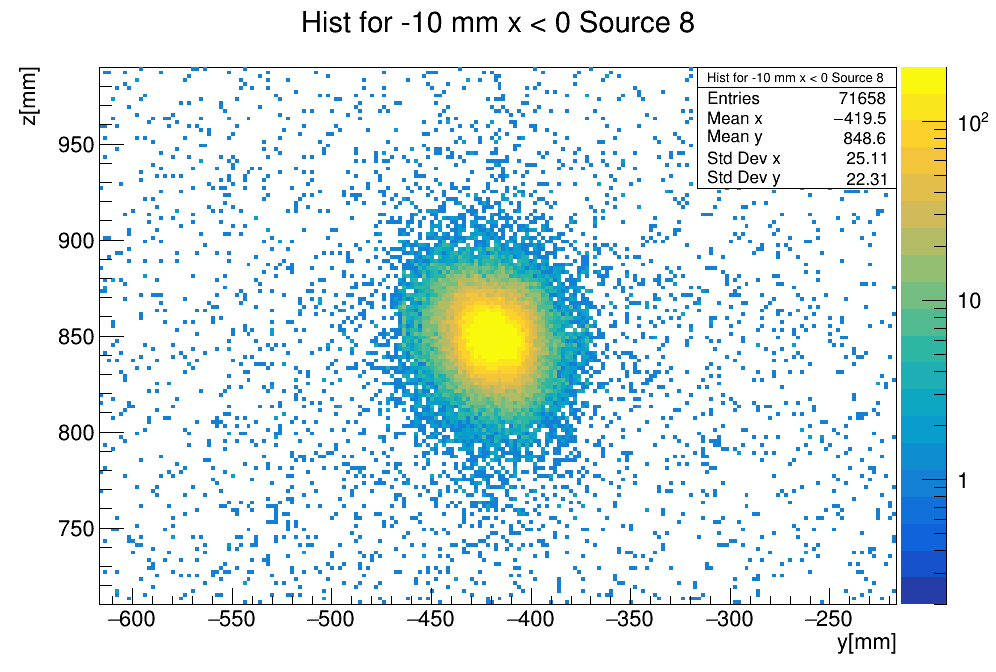 Hist for -10 mm x < 0 Source 8
z[mm]
Hist for -10 mm x < 0 Source 8
Entries 71658
Mean x −419.5
Mean y 848.6
Std Dev x 25.11
Std Dev y 22.31
950
900
850
800
750
−600 −550 −500 −450 −400 −350 −300 −250
y[mm]
10²
10
1